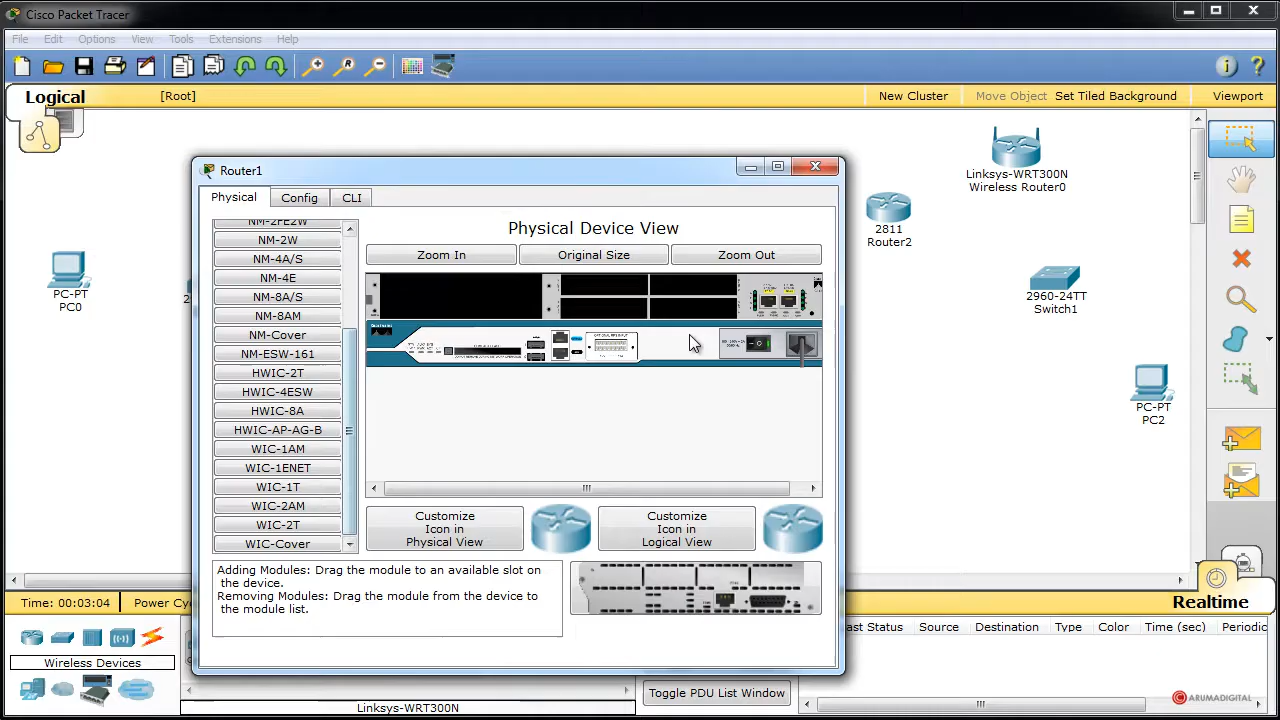 Cisco Packet Tracer
File Edit Options View Tools Extensions Help
Logical
[Root]
New Cluster
Move Object
Set Tiled Background
Viewport
Linksys-WRT300N
Wireless Router0
2811
Router2
2960-24TT
Switch1
PC-PT
PC0
PC-PT
PC2
Router1
Physical
Config
CLI
NM-2FE2W
NM-2W
NM-4A/S
NM-4E
NM-8A/S
NM-8AM
NM-Cover
NM-ESW-161
HWIC-2T
HWIC-4ESW
HWIC-8A
HWIC-AP-AG-B
WIC-1AM
WIC-1ENET
WIC-1T
WIC-2AM
WIC-2T
WIC-Cover
Physical Device View
Zoom In
Original Size
Zoom Out
Customize
Icon in
Physical View
Customize
Icon in
Logical View
Adding Modules: Drag the module to an available slot on
the device.
Removing Modules: Drag the module from the device to
the module list.
Time: 00:03:04
Power Cy
Realtime
ast Status Source Destination Type Color Time (sec) Periodic
Wireless Devices
Linksys-WRT300N
Toggle PDU List Window
© ARUMADIGITAL